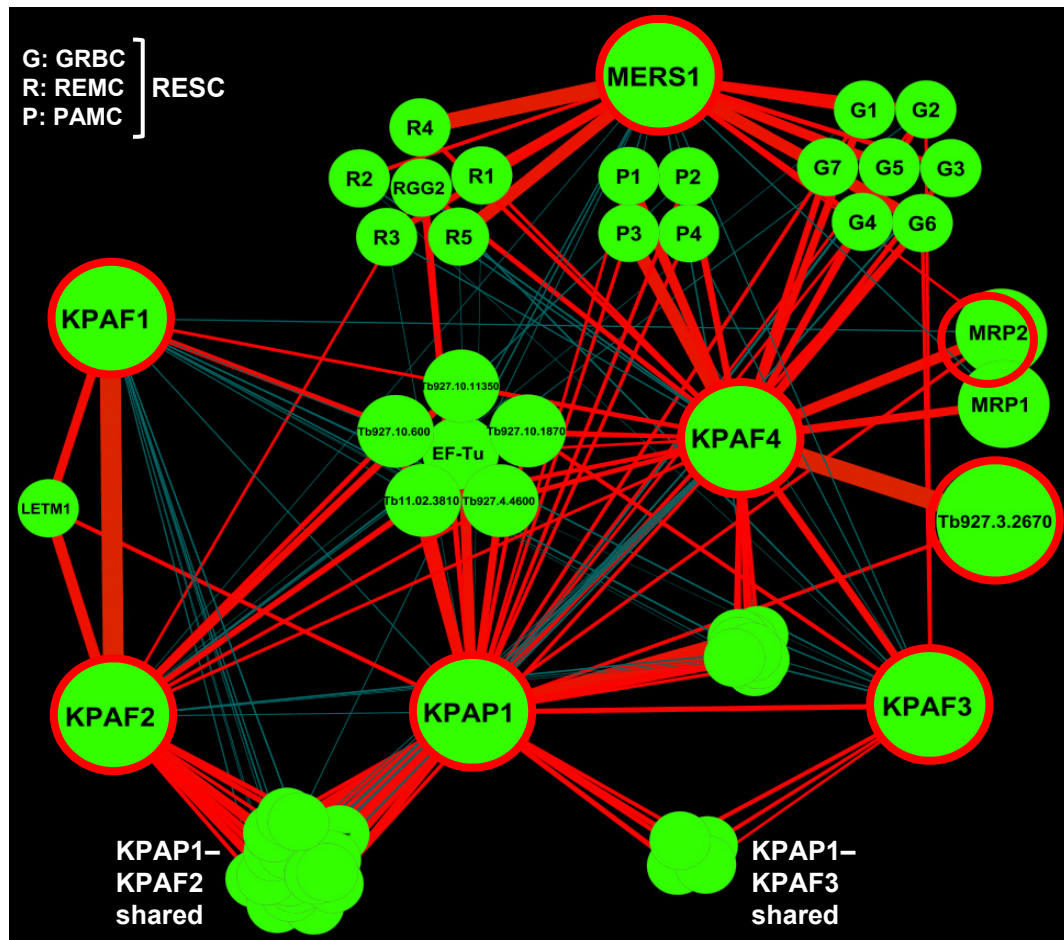 G: GRBC
R: REMC
P: PAMC
RESC
MERS1
G1
G2
R4
R2
RGG2
R1
P1
P2
G7
G5
G3
R3
R5
P3
P4
G4
G6
KPAF1
MRP2
Tb927.10.11350
MRP1
Tb927.10.600
Tb927.10.1870
EF-Tu
KPAF4
Tb11.02.3810
Tb927.4.4600
LETM1
Tb927.3.2670
KPAF2
KPAP1
KPAF3
KPAP1–
KPAF2
shared
KPAP1–
KPAF3
shared